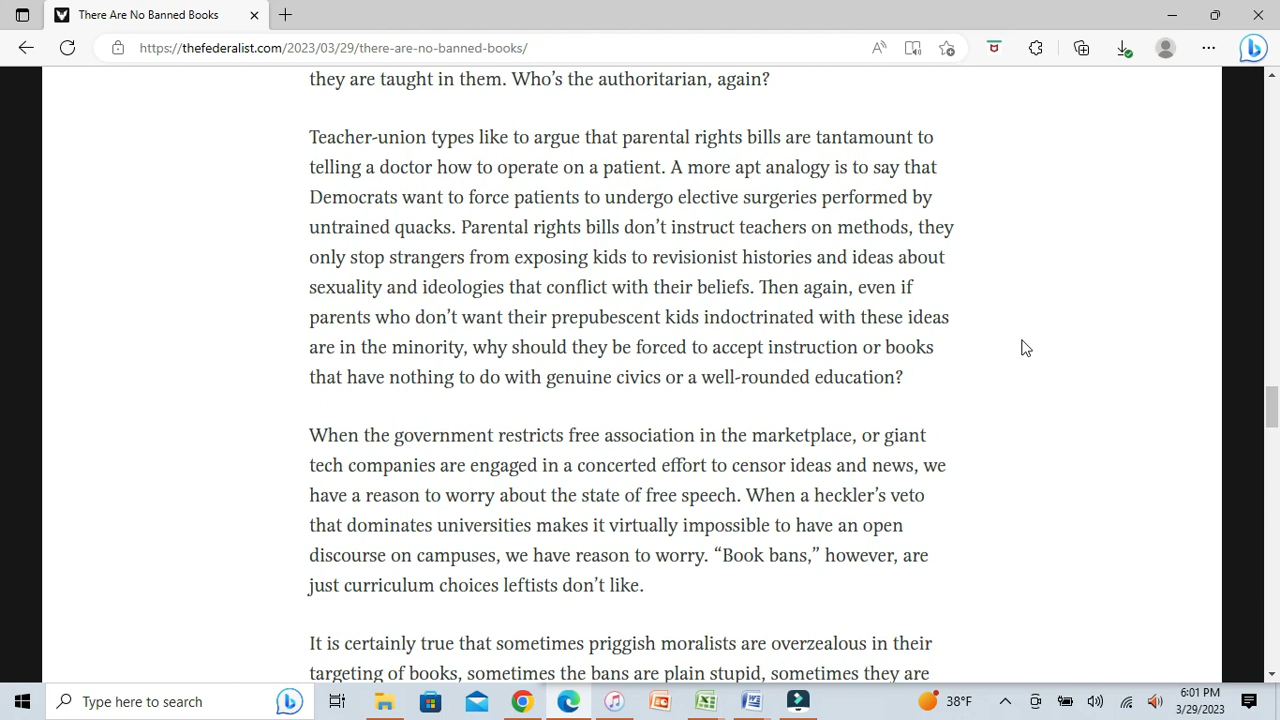 There Are No Banned Books
https://thefederalist.com/2023/03/29/there-are-no-banned-books/
they are taught in them. Who’s the authoritarian, again?
Teacher-union types like to argue that parental rights bills are tantamount to
telling a doctor how to operate on a patient. A more apt analogy is to say that
Democrats want to force patients to undergo elective surgeries performed by
untrained quacks. Parental rights bills don’t instruct teachers on methods, they
only stop strangers from exposing kids to revisionist histories and ideas about
sexuality and ideologies that conflict with their beliefs. Then again, even if
parents who don’t want their prepubescent kids indoctrinated with these ideas
are in the minority, why should they be forced to accept instruction or books
that have nothing to do with genuine civics or a well-rounded education?
When the government restricts free association in the marketplace, or giant
tech companies are engaged in a concerted effort to censor ideas and news, we
have a reason to worry about the state of free speech. When a heckler’s veto
that dominates universities makes it virtually impossible to have an open
discourse on campuses, we have reason to worry. “Book bans,” however, are
just curriculum choices leftists don’t like.
It is certainly true that sometimes priggish moralists are overzealous in their
targeting of books, sometimes the bans are plain stupid, sometimes they are
Type here to search
38°F
6:01 PM
3/29/2023